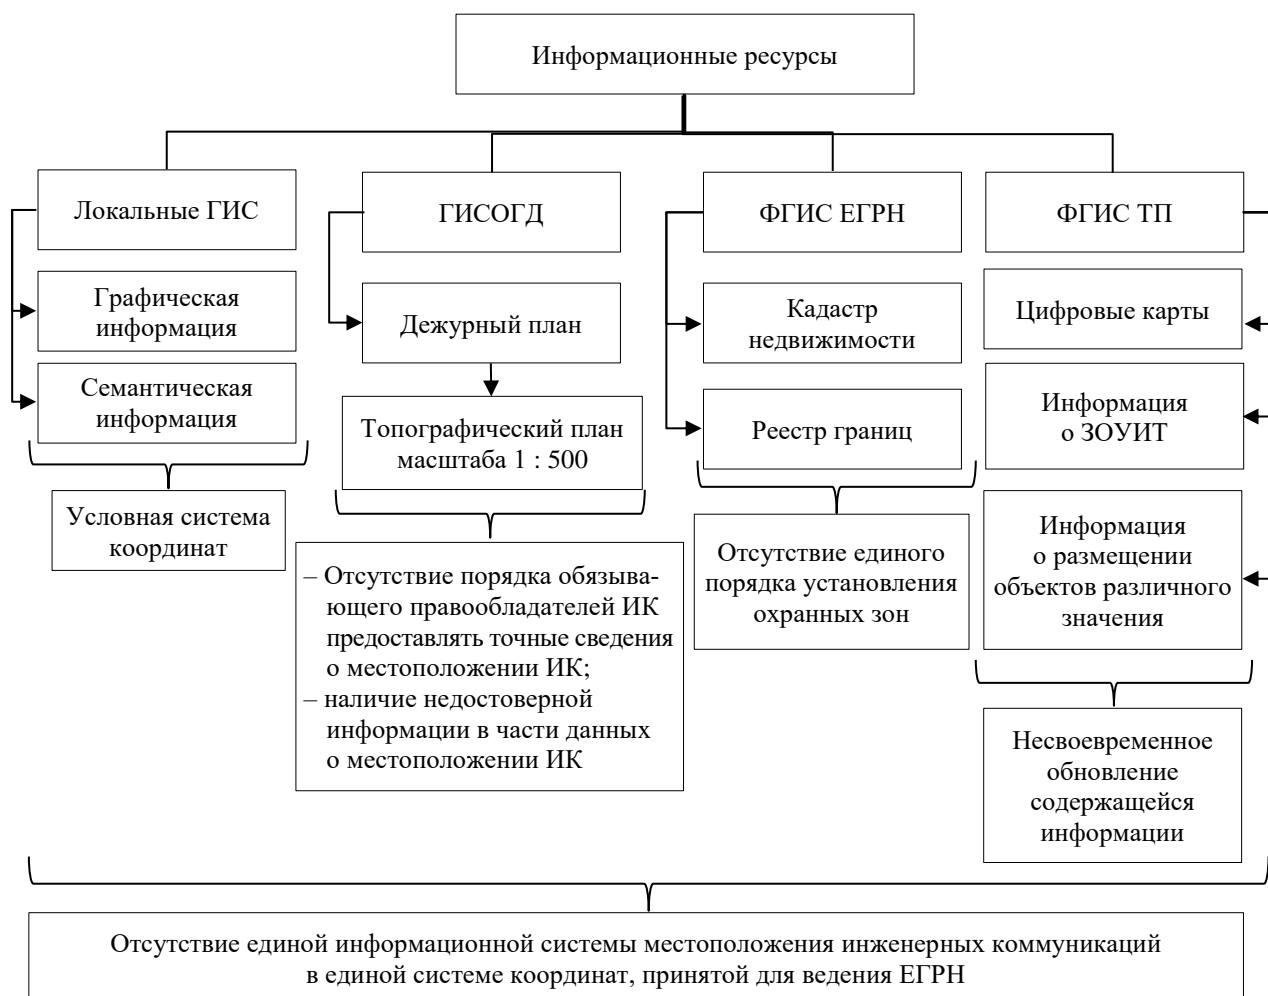 Информационные ресурсы
Локальные ГИС
Графическая
информация
Семантическая
информация
Условная система
координат
ГИСОГД
Дежурный план
Топографический план
масштаба 1 : 500
– Отсутствие порядка обязыва-
ющего правообладателей ИК
предоставлять точные сведения
о местоположении ИК;
– наличие недостоверной
информации в части данных
о местоположении ИК
ФГИС ЕГРН
Кадастр
недвижимости
Реестр границ
Отсутствие единого
порядка установления
охранных зон
ФГИС ТП
Цифровые карты
Информация
о ЗОУИТ
Информация
о размещении
объектов различного
значения
Несвоевременное
обновление
содержащейся
информации
Отсутствие единой информационной системы местоположения инженерных коммуникаций
в единой системе координат, принятой для ведения ЕГРН